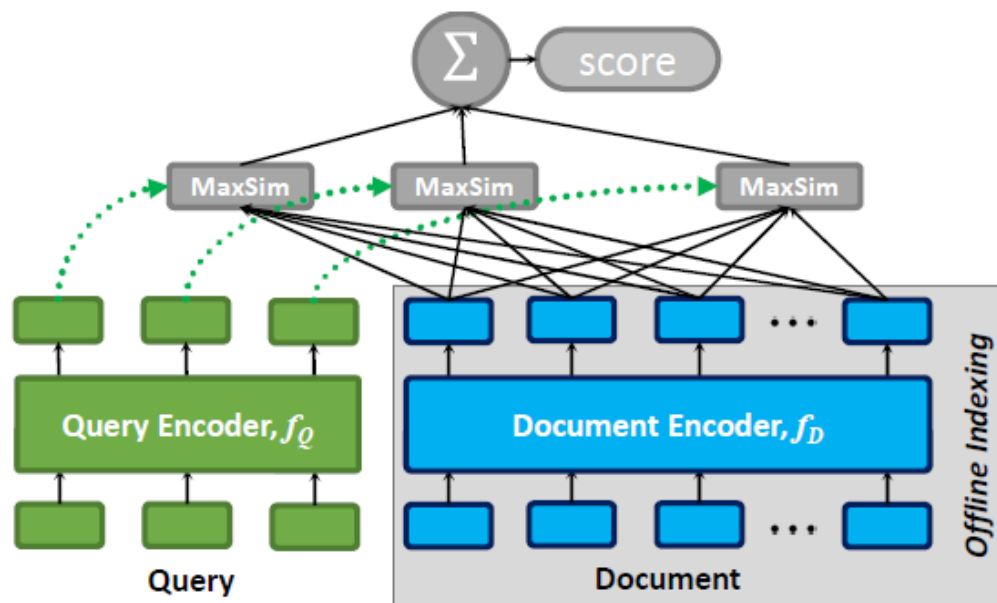 Σ
score
MaxSim
MaxSim
MaxSim
...
Query Encoder, f_Q
Document Encoder, f_D
Offline Indexing
...
Query
Document